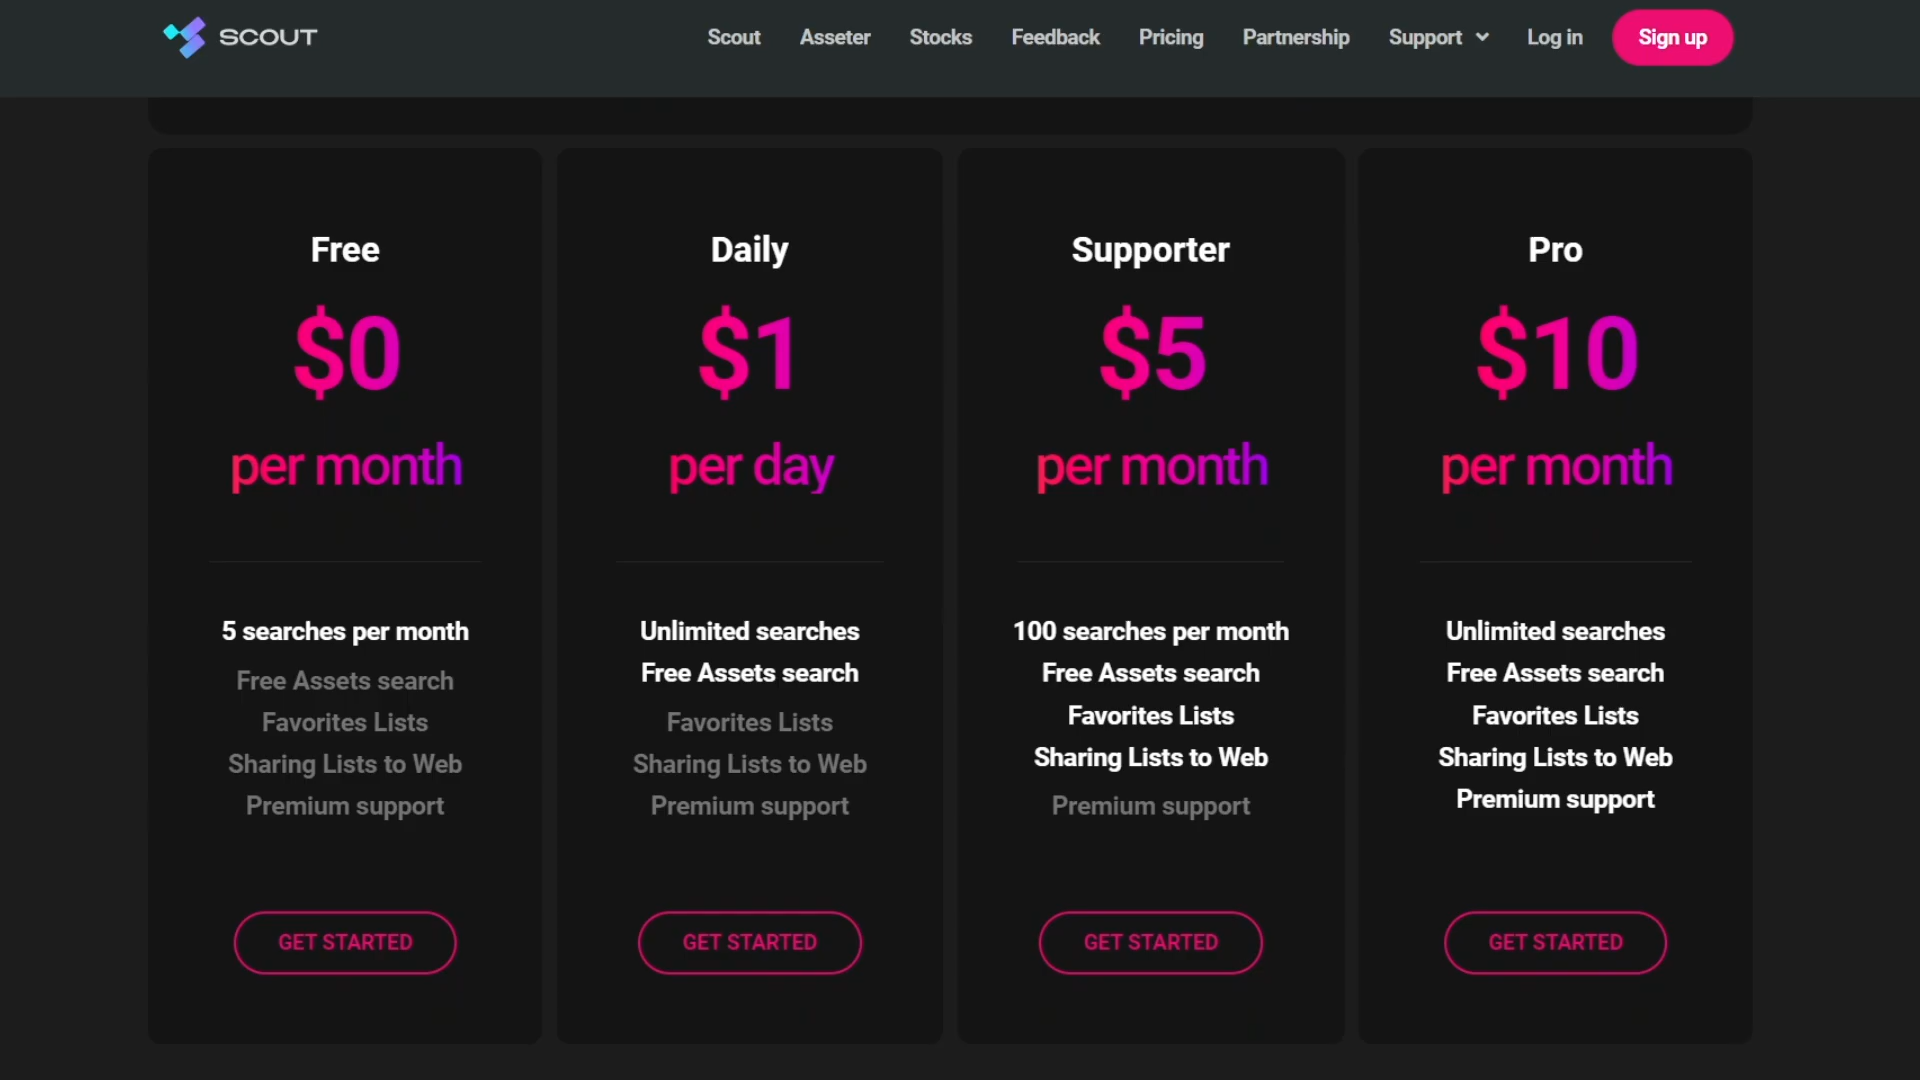 SCOUT
Scout Asseter Stocks Feedback Pricing Partnership Support Log in Sign up
Free
$0
per month
5 searches per month
Free Assets search
Favorites Lists
Sharing Lists to Web
Premium support
GET STARTED
Daily
$1
per day
Unlimited searches
Free Assets search
Favorites Lists
Sharing Lists to Web
Premium support
GET STARTED
Supporter
$5
per month
100 searches per month
Free Assets search
Favorites Lists
Sharing Lists to Web
Premium support
GET STARTED
Pro
$10
per month
Unlimited searches
Free Assets search
Favorites Lists
Sharing Lists to Web
Premium support
GET STARTED